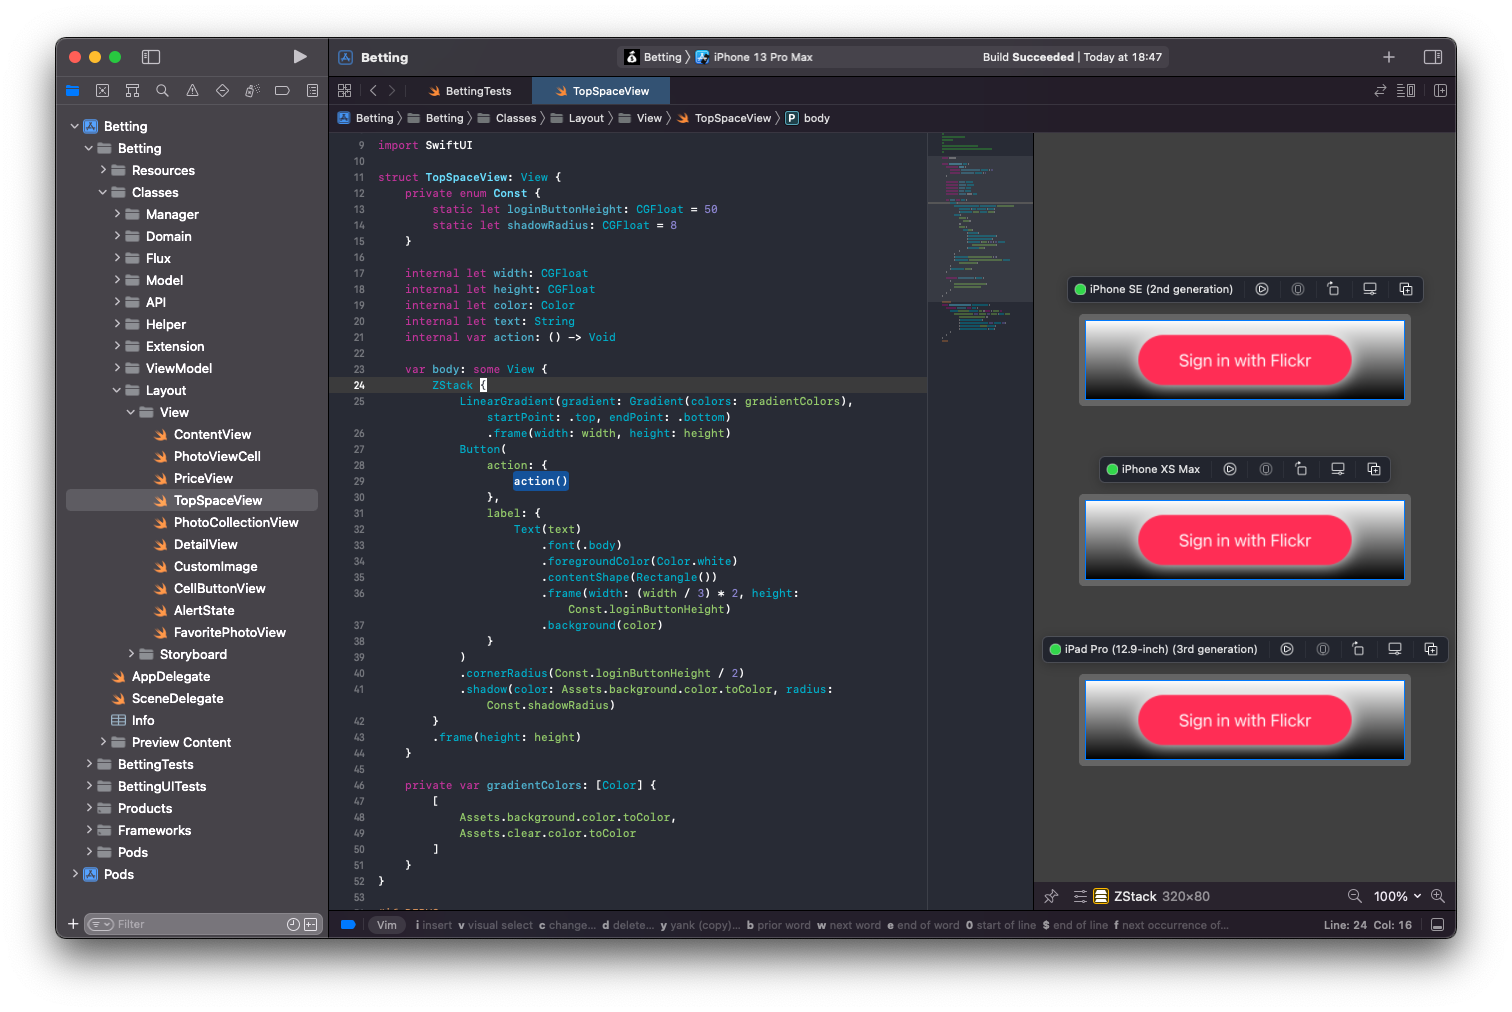 Betting
Betting
iPhone 13 Pro Max
Build Succeeded | Today at 18:47
BettingTests
TopSpaceView
Betting
Betting
Classes
Layout
View
TopSpaceView
P body
Betting
Betting
Resources
Classes
Manager
Domain
Flux
Model
API
Helper
Extension
ViewModel
Layout
View
ContentView
PhotoViewCell
PriceView
TopSpaceView
PhotoCollectionView
DetailView
CustomImage
CellButtonView
AlertState
FavoritePhotoView
Storyboard
AppDelegate
SceneDelegate
Info
Preview Content
BettingTests
BettingUITests
Products
Frameworks
Pods
Pods
Filter
9 import SwiftUI
10
11 struct TopSpaceView: View {
12 private enum Const {
13 static let loginButtonHeight: CGFloat = 50
14 static let shadowRadius: CGFloat = 8
15 }
16
17 internal let width: CGFloat
18 internal let height: CGFloat
19 internal let color: Color
20 internal let text: String
21 internal var action: () -> Void
22
23 var body: some View {
24 ZStack {
25 LinearGradient(gradient: Gradient(colors: gradientColors),
startPoint: .top, endPoint: .bottom)
26 .frame(width: width, height: height)
27 Button(
28 action: {
29 action()
30 },
31 label: {
32 Text(text)
33 .font(.body)
34 .foregroundColor(Color.white)
35 .contentShape(Rectangle())
36 .frame(width: (width / 3) * 2, height:
Const.loginButtonHeight)
37 .background(color)
38 }
39 )
40 .cornerRadius(Const.loginButtonHeight / 2)
41 .shadow(color: Assets.background.color.toColor, radius:
Const.shadowRadius)
42 }
43 .frame(height: height)
44 }
45
46 private var gradientColors: [Color] {
47 [
48 Assets.background.color.toColor,
49 Assets.clear.color.toColor
50 ]
51 }
52 }
53
iPhone SE (2nd generation)
Sign in with Flickr
iPhone XS Max
Sign in with Flickr
iPad Pro (12.9-inch) (3rd generation)
Sign in with Flickr
ZStack 320×80
100%
Vim
i insert v visual select c change... d delete... y yank (copy)... b prior word w next word e end of word 0 start of line $ end of line f next occurrence of...
Line: 24 Col: 16